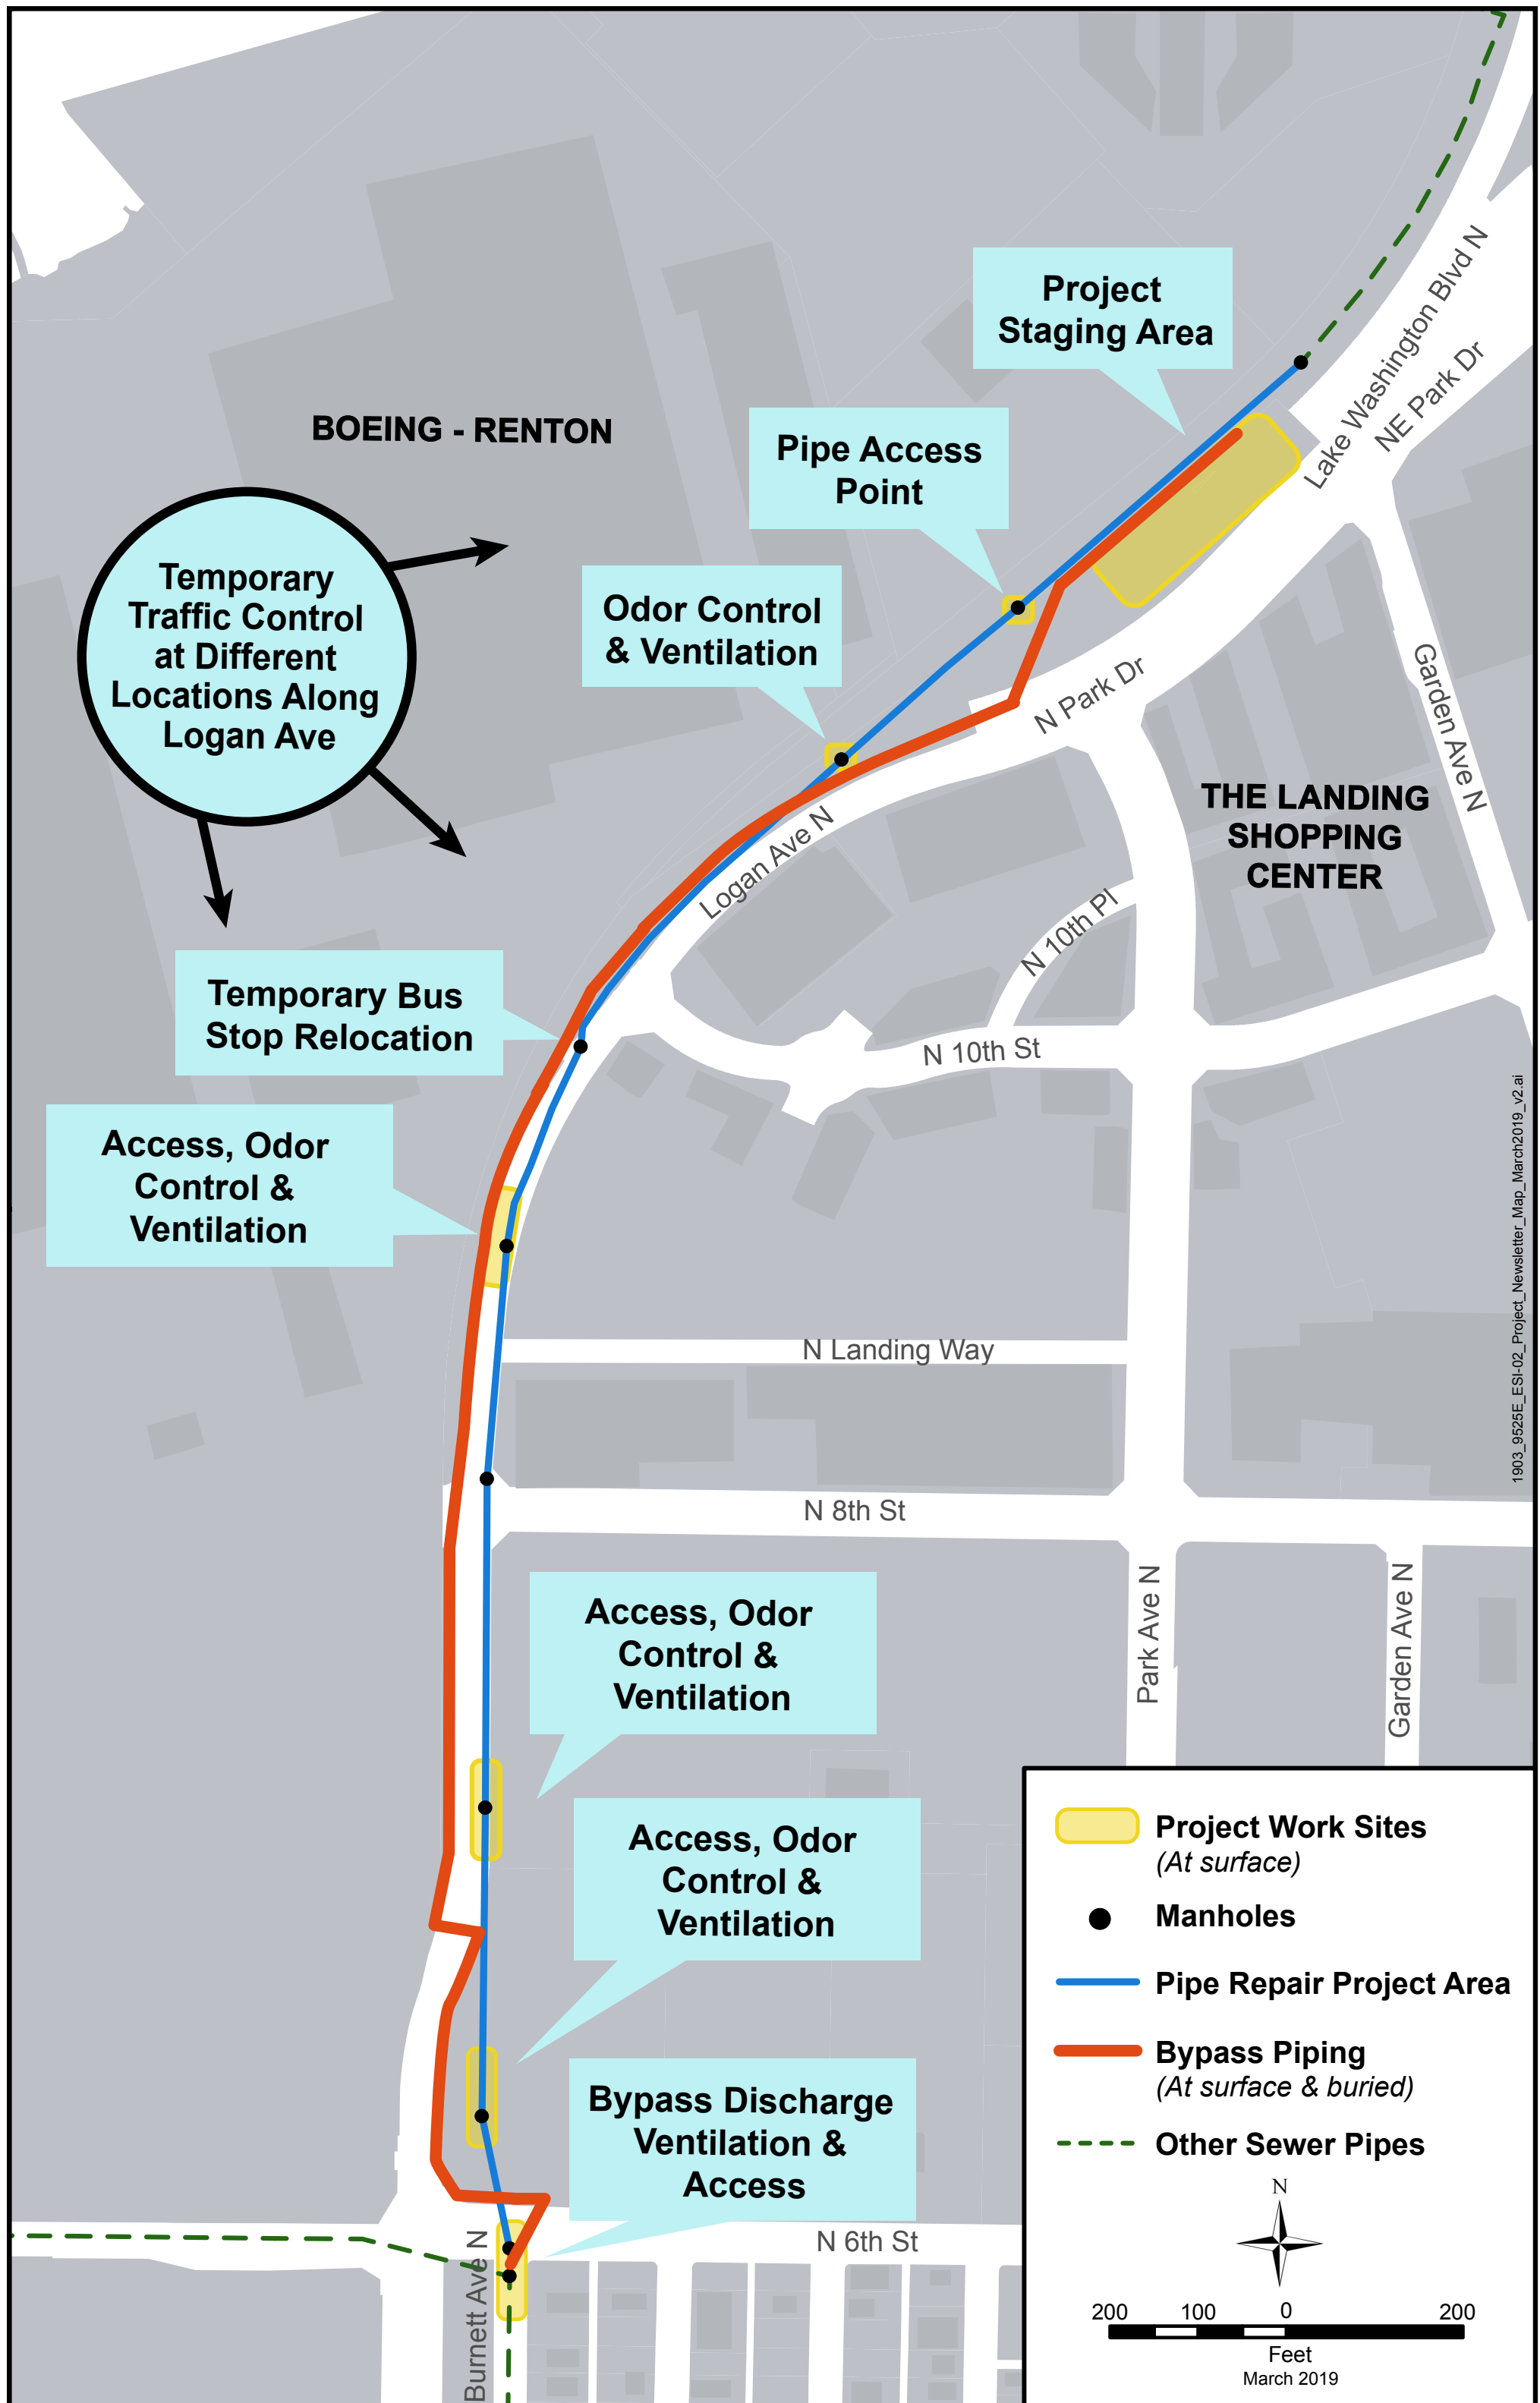 Project
Staging Area
Lake Washington Blvd N
NE Park Dr
BOEING - RENTON
Pipe Access
Point
Temporary
Traffic Control
at Different
Locations Along
Logan Ave
Odor Control
& Ventilation
N Park Dr
Garden Ave N
THE LANDING
SHOPPING
CENTER
Logan Ave N
N 10th Pl
Temporary Bus
Stop Relocation
N 10th St
Access, Odor
Control &
Ventilation
1903_9525E_ESI-02_Project_Newsletter_Map_March2019_v2.ai
N Landing Way
N 8th St
Park Ave N
Garden Ave N
Access, Odor
Control &
Ventilation
Access, Odor
Control &
Ventilation
Bypass Discharge
Ventilation &
Access
N 6th St
Burnett Ave N
Project Work Sites
(At surface)
Manholes
Pipe Repair Project Area
Bypass Piping
(At surface & buried)
Other Sewer Pipes
N
200 100 0 200
Feet
March 2019